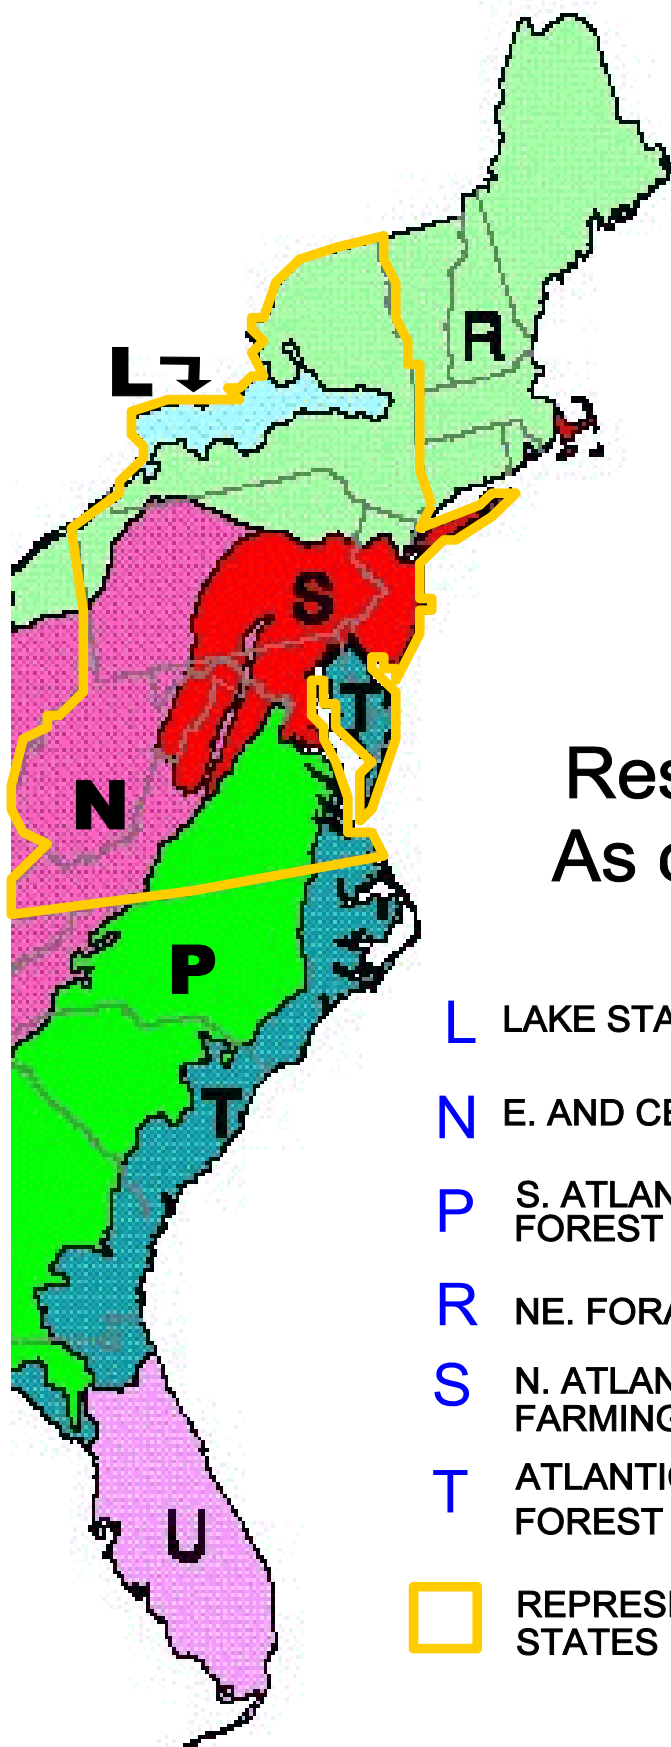 R
L
S
T
N
Res
As o
P
L LAKE STA
N E. AND CE
T
P S. ATLAN
FOREST
R NE. FORA
S N. ATLAN
FARMING
T ATLANTIC
FOREST
U
REPRESE
STATES